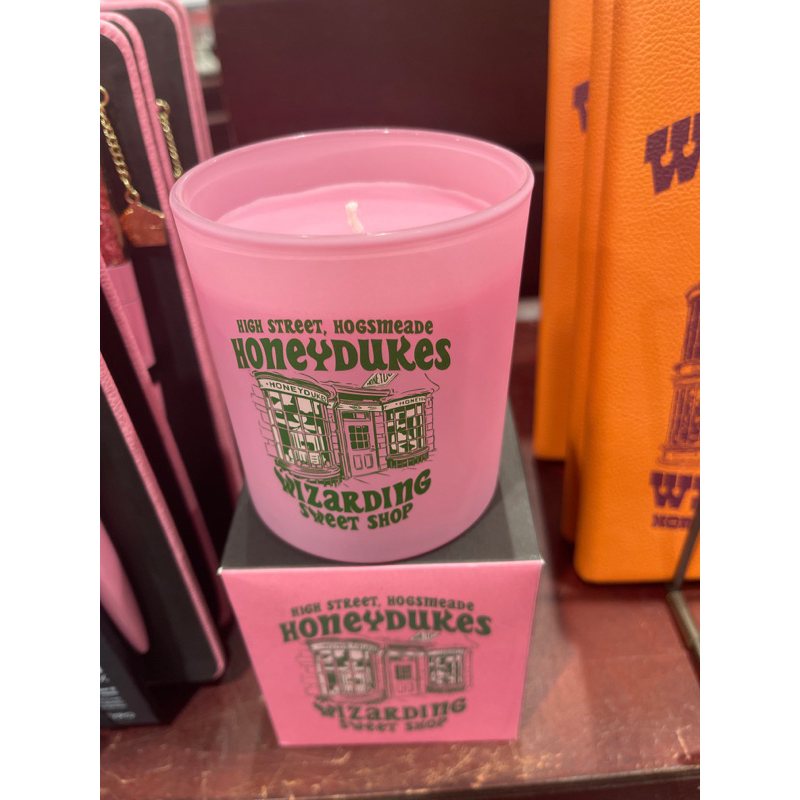 HIGH STREET, HOGSMEADE
HONEYDUKES
WIZARDING
SWEET SHOP
HIGH STREET, HOGSMEADE
HONEYDUKES
WIZARDING
SWEET SHOP